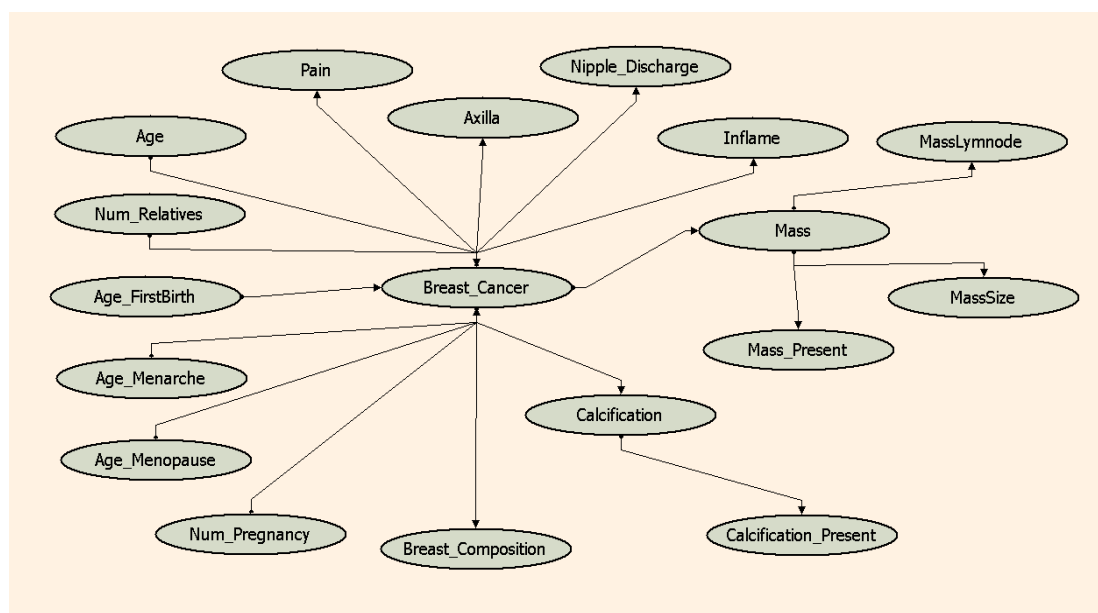 Pain
Nipple_Discharge
Axilla
Age
Inflame
MassLymnode
Num_Relatives
Mass
Age_FirstBirth
Breast_Cancer
MassSize
Mass_Present
Age_Menarche
Calcification
Age_Menopause
Num_Pregnancy
Breast_Composition
Calcification_Present